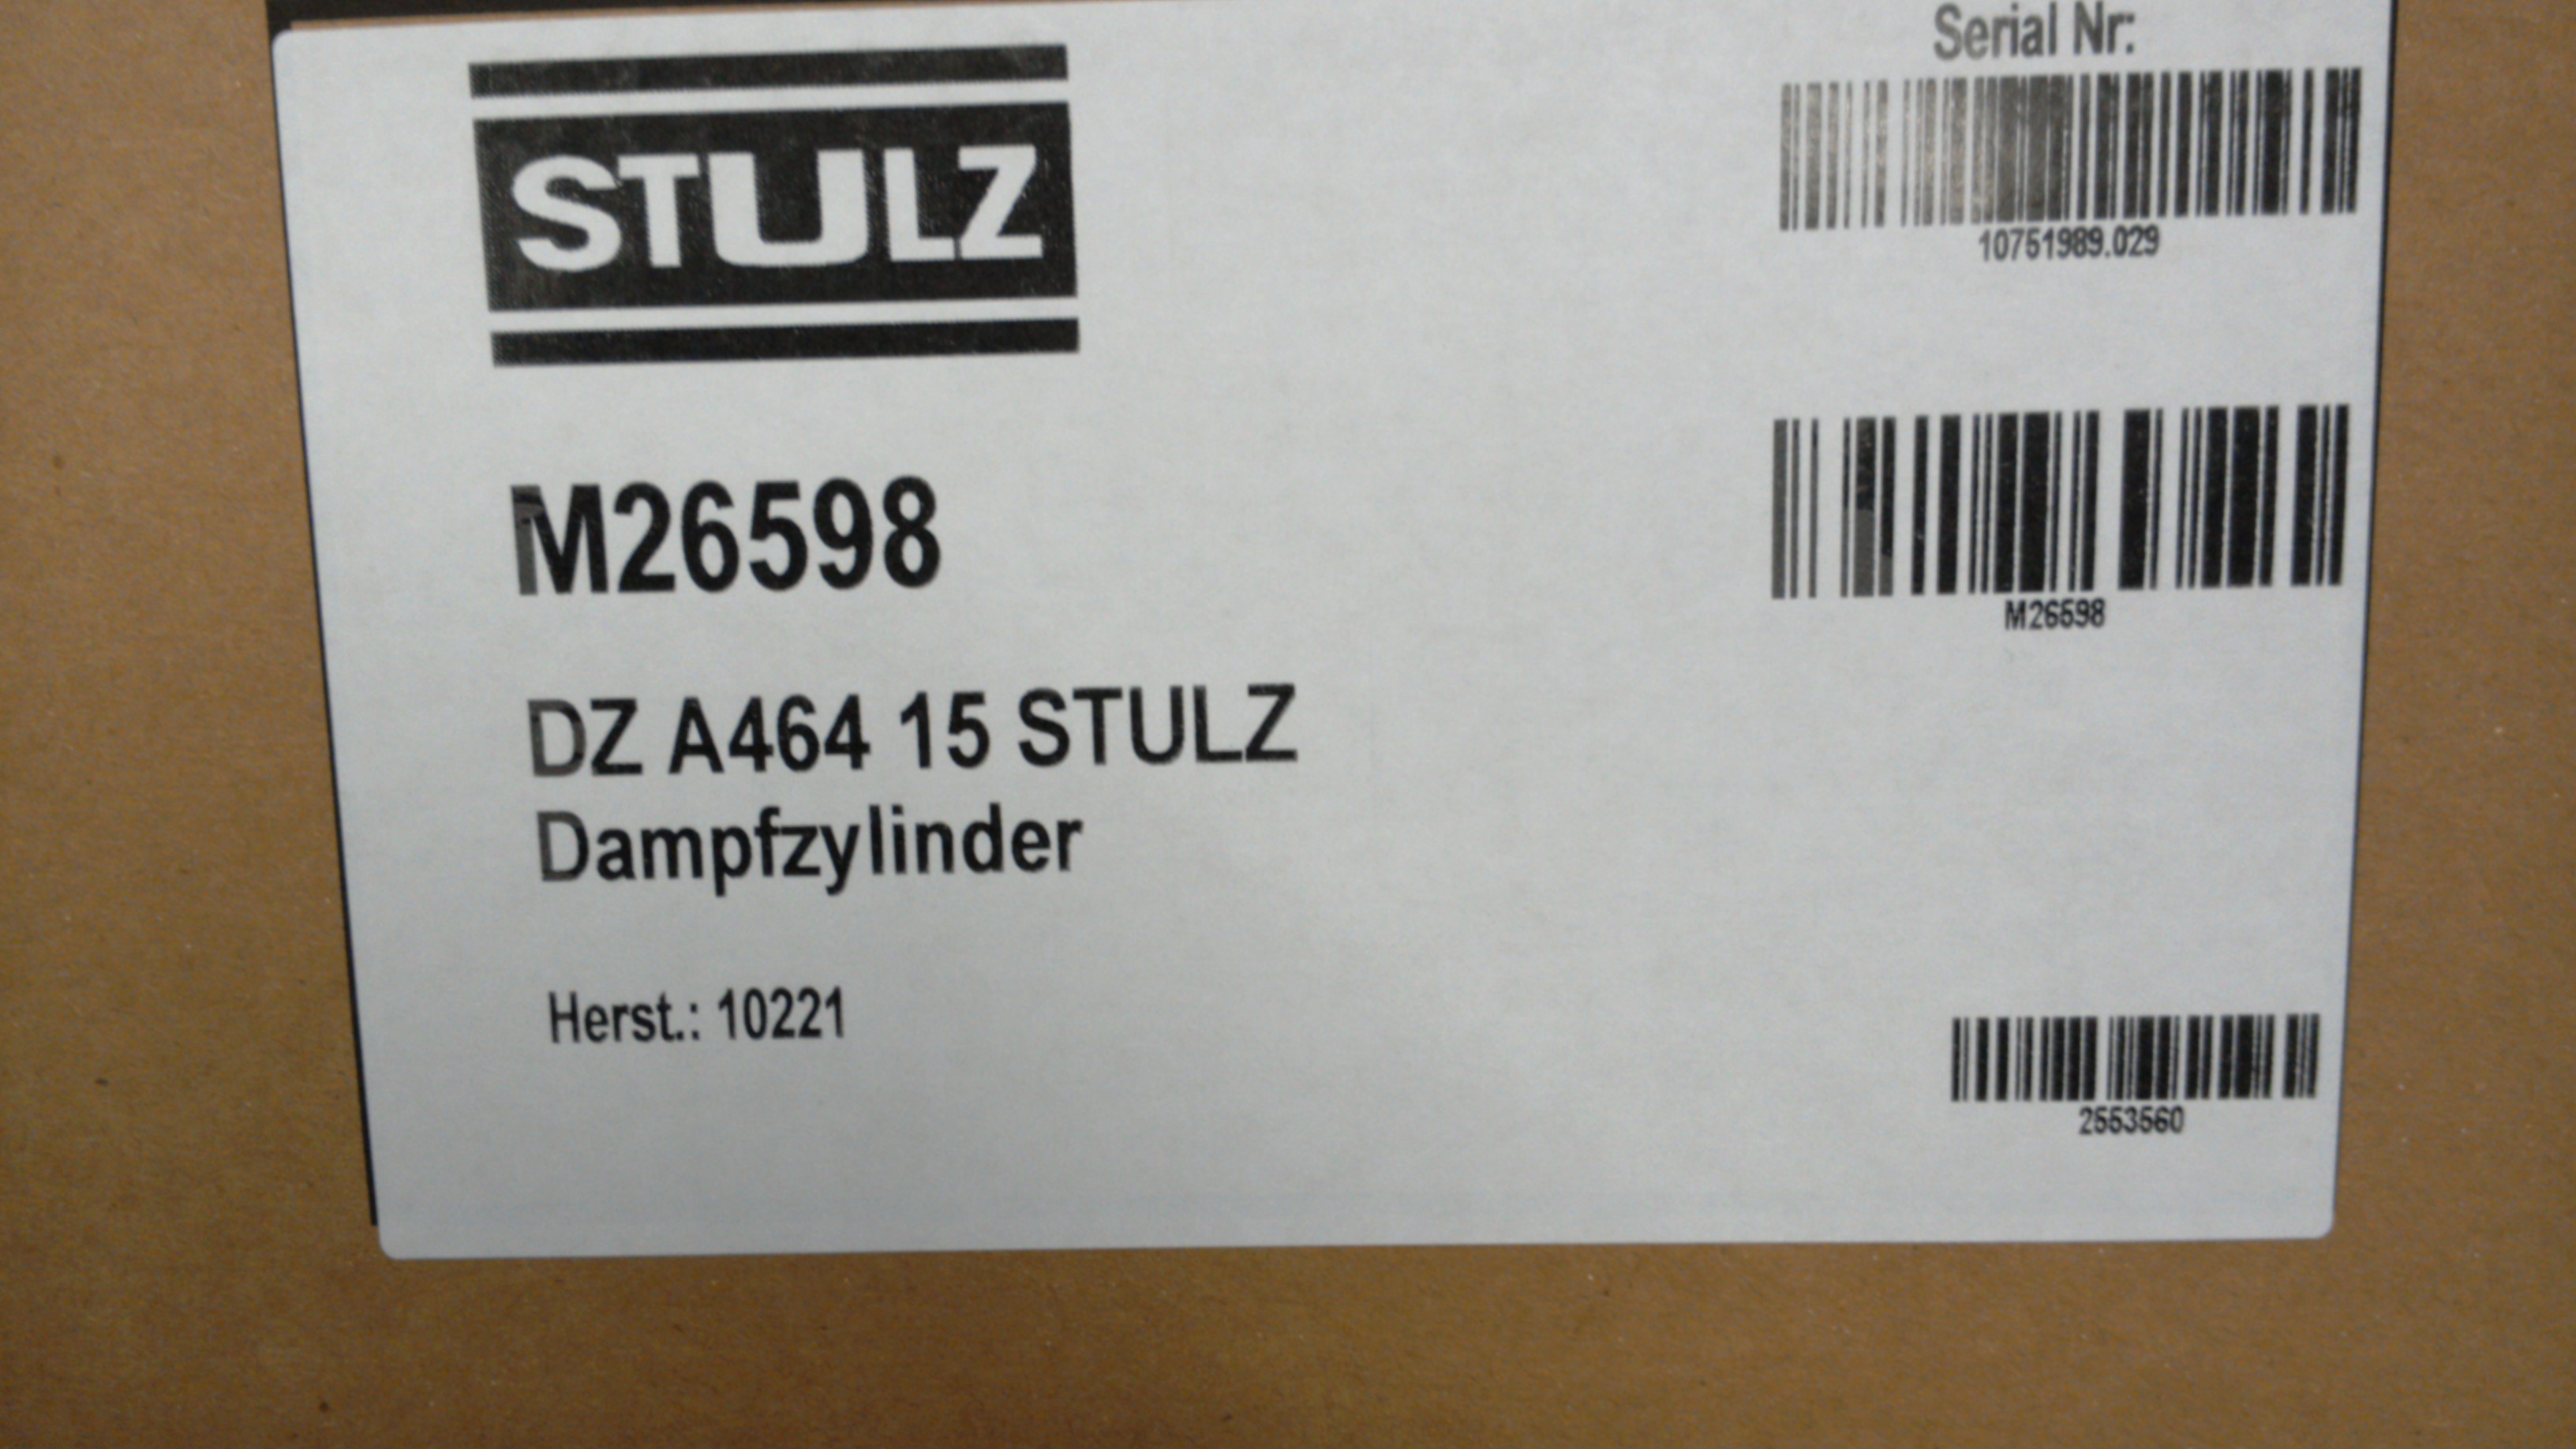 STULZ
Serial Nr:
10751989.029
M26598
M26598
DZ A464 15 STULZ
Dampfzylinder
Herst.: 10221
2553560